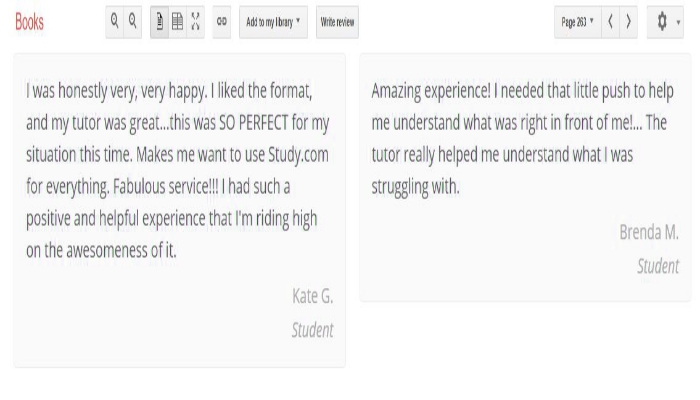 Books
Add to my library
Write review
Page 263
I was honestly very, very happy. I liked the format,
and my tutor was great...this was SO PERFECT for my
situation this time. Makes me want to use Study.com
for everything. Fabulous service!!! I had such a
positive and helpful experience that I'm riding high
on the awesomeness of it.
Kate G.
Student
Amazing experience! I needed that little push to help
me understand what was right in front of me!... The
tutor really helped me understand what I was
struggling with.
Brenda M.
Student